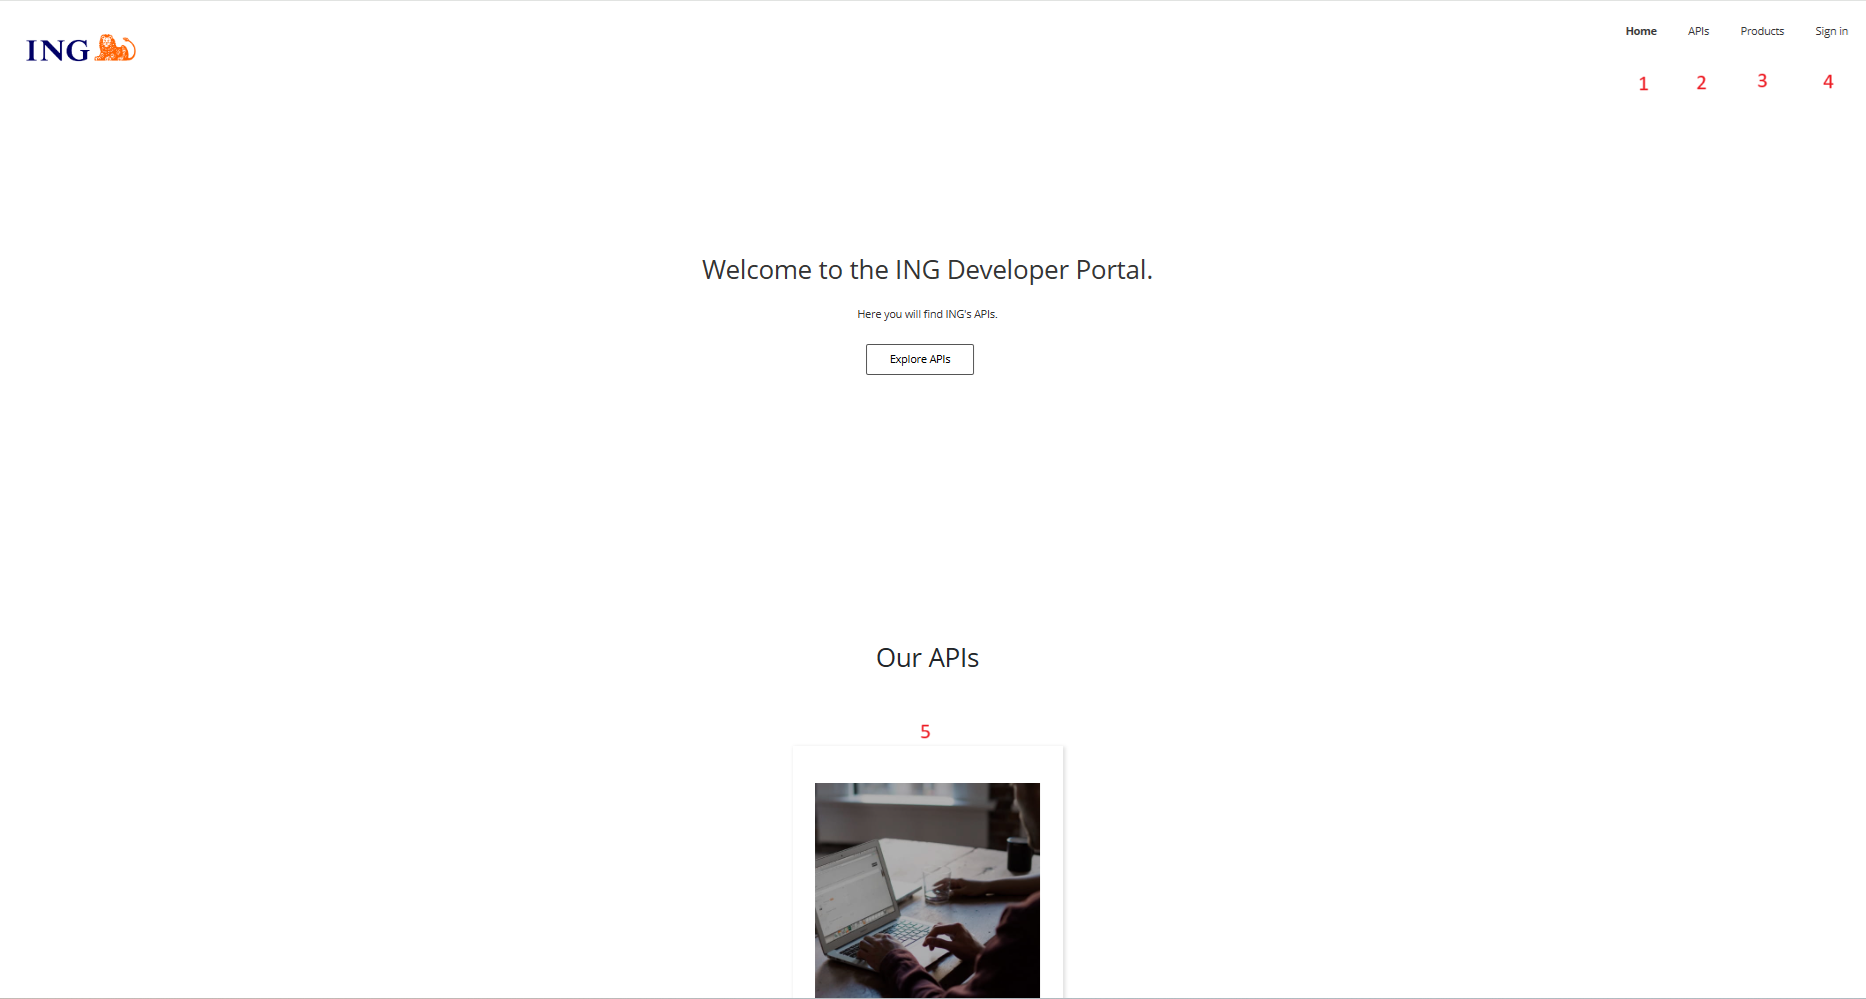 ING
Home APIs Products Sign in
1 2 3 4
Welcome to the ING Developer Portal.
Here you will find ING's APIs.
Explore APIs
Our APIs
5